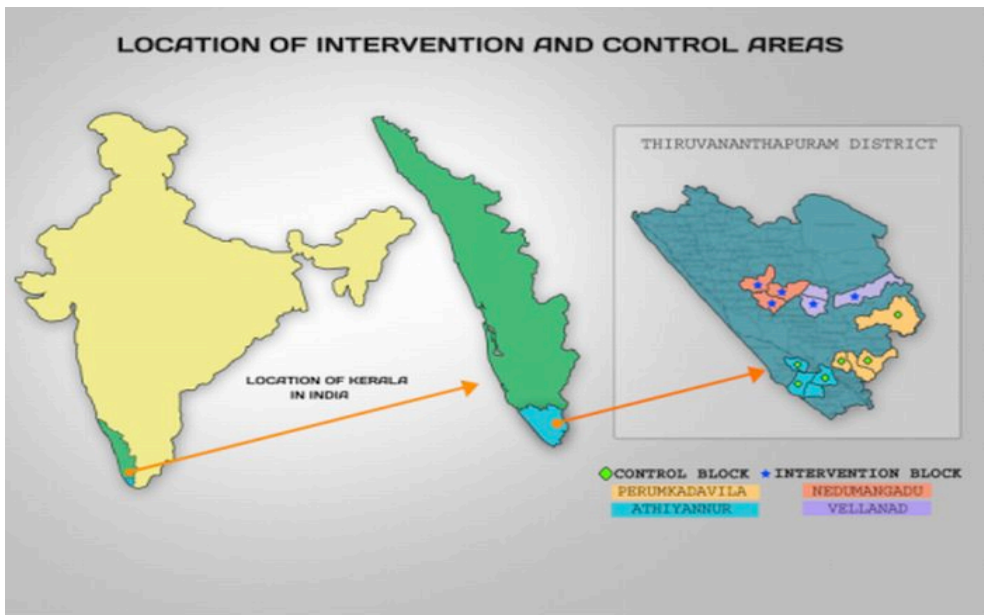 LOCATION OF INTERVENTION AND CONTROL AREAS
THIRUVANANTHAPURAM DISTRICT
LOCATION OF KERALA
IN INDIA
CONTROL BLOCK INTERVENTION BLOCK
PERUMKADAVILA NEDUMANGADU
ATHIYANNUR VELLANAD